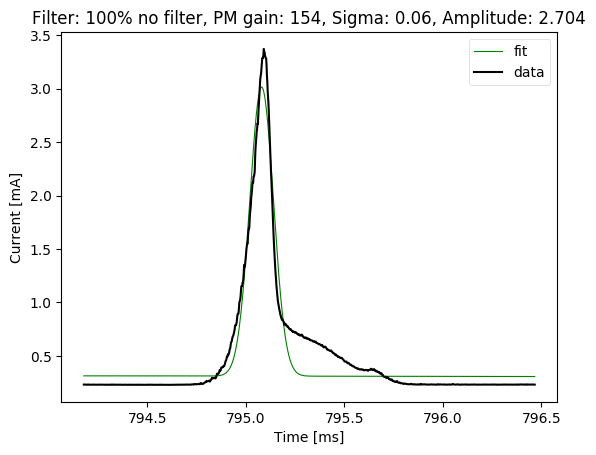 Filter: 100% no filter, PM gain: 154, Sigma: 0.06, Amplitude: 2.704
fit
data
Current [mA]
3.5
3.0
2.5
2.0
1.5
1.0
0.5
794.5
795.0
795.5
796.0
796.5
Time [ms]